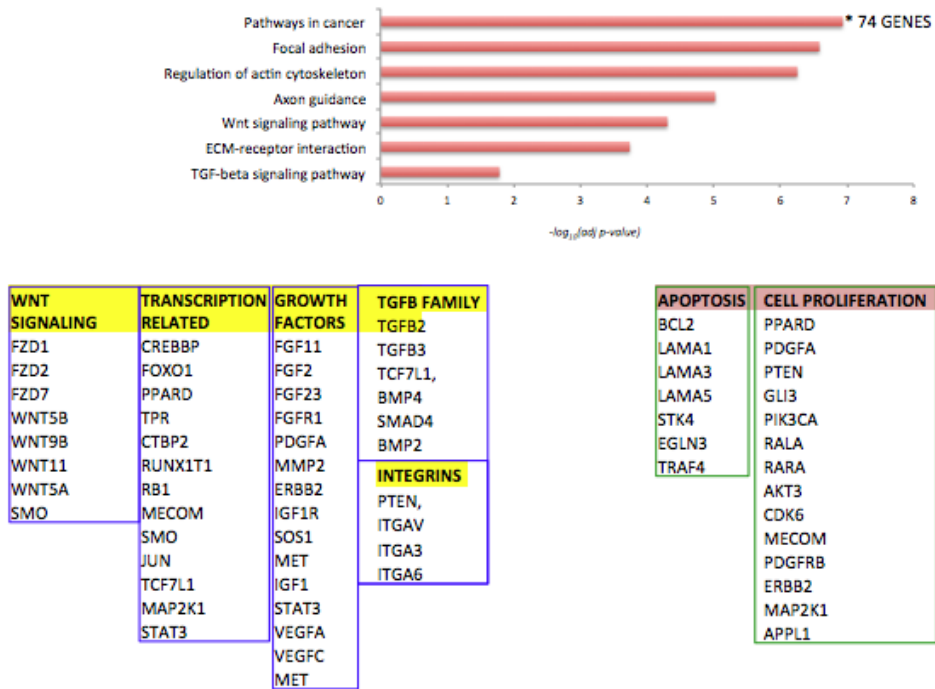 Pathways in cancer
* 74 GENES
Focal adhesion
Regulation of actin cytoskeleton
Axon guidance
Wnt signaling pathway
ECM-receptor interaction
TGF-beta signaling pathway
0 1 2 3 4 5 6 7 8
-log10(adj p-value)
WNT
SIGNALING
FZD1
FZD2
FZD7
WNT5B
WNT9B
WNT11
WNT5A
SMO
TRANSCRIPTION
RELATED
CREBBP
FOXO1
PPARD
TPR
CTBP2
RUNX1T1
RB1
MECOM
SMO
JUN
TCF7L1
MAP2K1
STAT3
GROWTH
FACTORS
FGF11
FGF2
FGF23
FGFR1
PDGFA
MMP2
ERBB2
IGF1R
SOS1
MET
IGF1
STAT3
VEGFA
VEGFC
MET
TGFB FAMILY
TGFB2
TGFB3
TCF7L1,
BMP4
SMAD4
BMP2
INTEGRINS
PTEN,
ITGAV
ITGA3
ITGA6
APOPTOSIS
BCL2
LAMA1
LAMA3
LAMA5
STK4
EGLN3
TRAF4
CELL PROLIFERATION
PPARD
PDGFA
PTEN
GLI3
PIK3CA
RALA
RARA
AKT3
CDK6
MECOM
PDGFRB
ERBB2
MAP2K1
APPL1